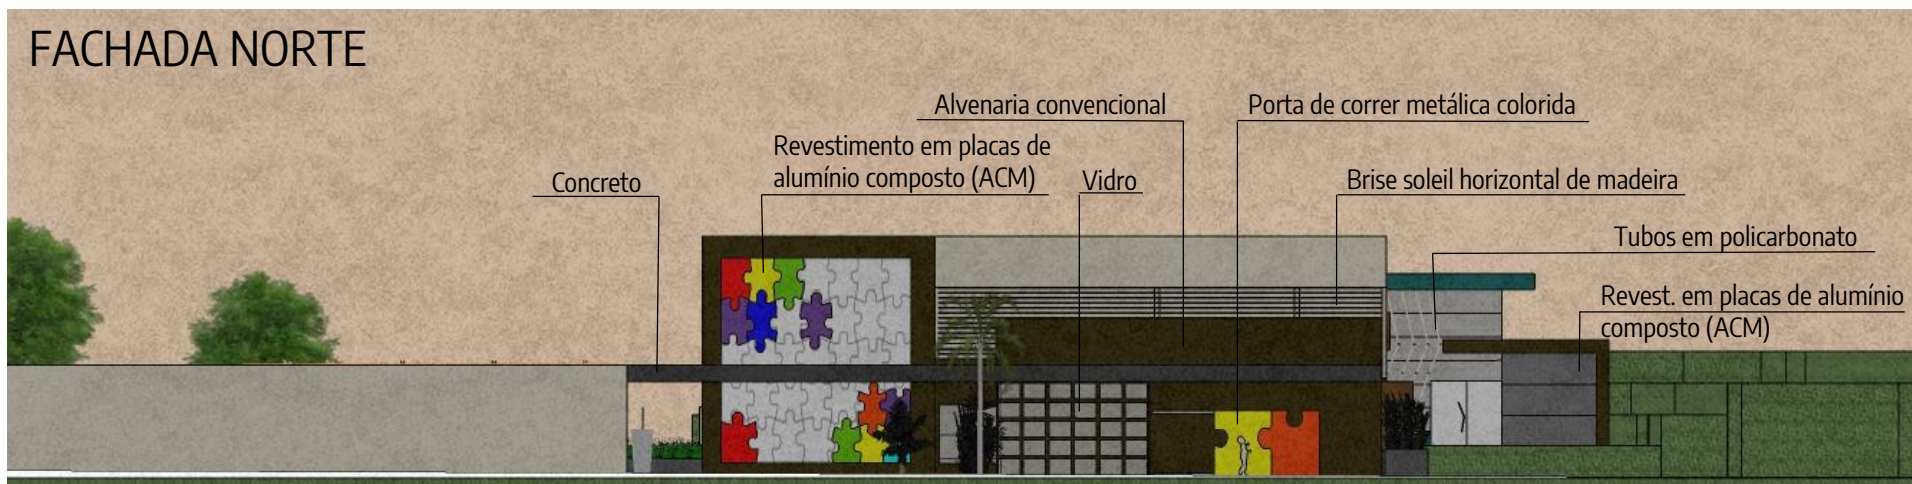 FACHADA NORTE
Alvenaria convencional
Porta de correr metálica colorida
Revestimento em placas de
alumínio composto (ACM)
Concreto
Vidro
Brise soleil horizontal de madeira
Tubos em policarbonato
Revest. em placas de alumínio
composto (ACM)